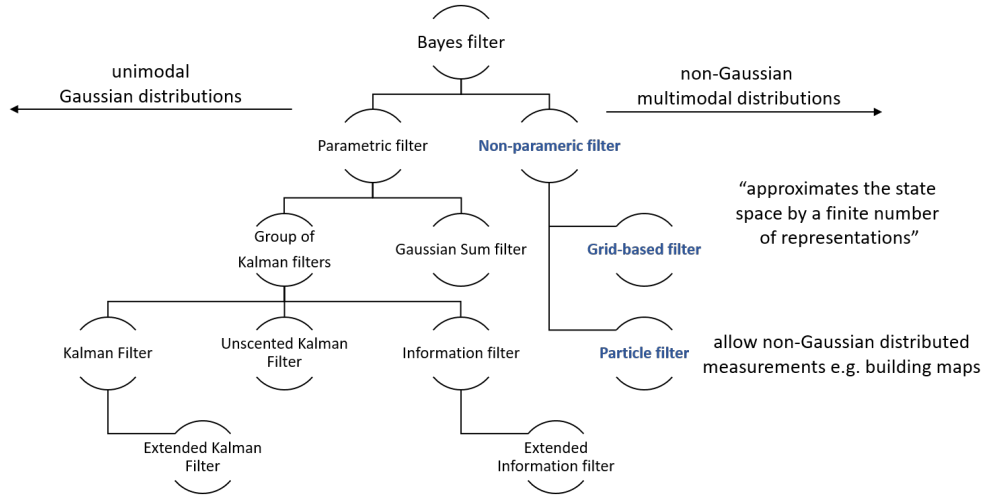 Bayes filter
unimodal
Gaussian distributions
non-Gaussian
multimodal distributions
Parametric filter
Non-parameric filter
“approximates the state
space by a finite number
of representations”
Group of
Kalman filters
Gaussian Sum filter
Grid-based filter
Kalman Filter
Unscented Kalman
Filter
Information filter
Particle filter
allow non-Gaussian distributed
measurements e.g. building maps
Extended Kalman
Filter
Extended
Information filter